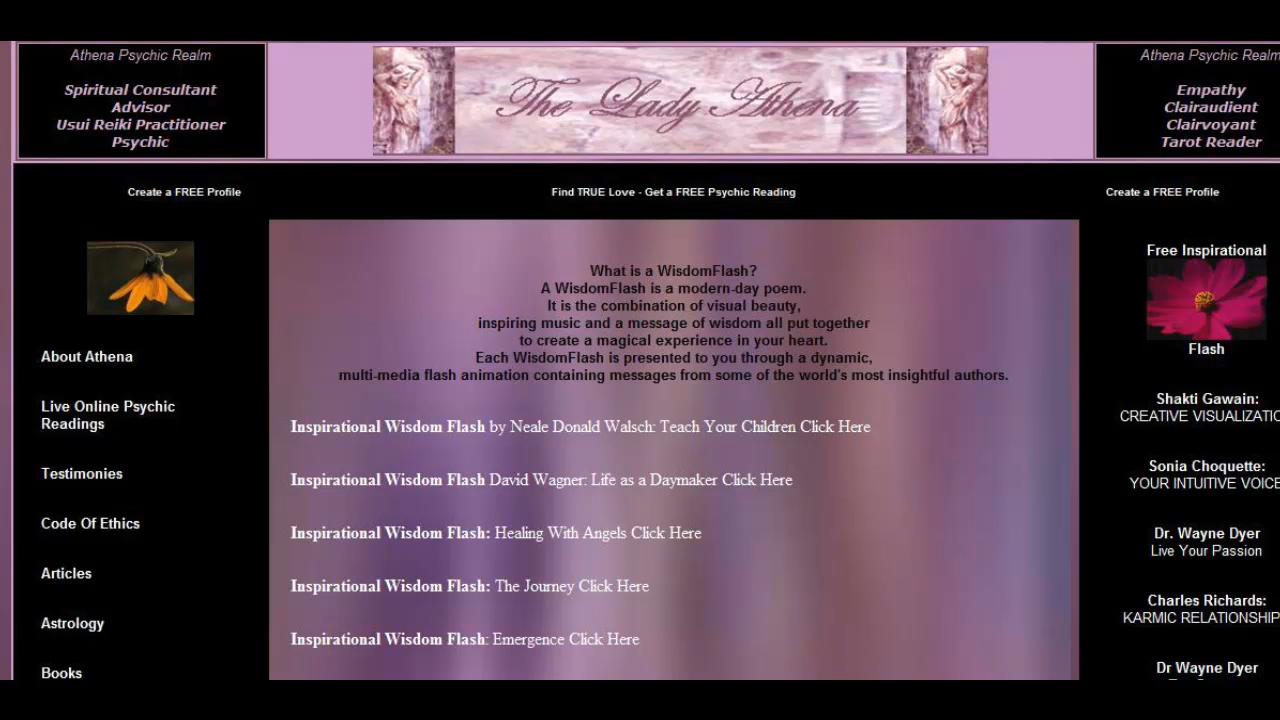 Athena Psychic Realm
Spiritual Consultant
Advisor
Usui Reiki Practitioner
Psychic
The Lady Athena
Athena Psychic Realm
Empathy
Clairaudient
Clairvoyant
Tarot Reader
Create a FREE Profile
Find TRUE Love - Get a FREE Psychic Reading
Create a FREE Profile
About Athena
Live Online Psychic
Readings
Testimonies
Code Of Ethics
Articles
Astrology
Books
What is a WisdomFlash?
A WisdomFlash is a modern-day poem.
It is the combination of visual beauty,
inspiring music and a message of wisdom all put together
to create a magical experience in your heart.
Each WisdomFlash is presented to you through a dynamic,
multi-media flash animation containing messages from some of the world's most insightful authors.
Inspirational Wisdom Flash by Neale Donald Walsch: Teach Your Children Click Here
Inspirational Wisdom Flash David Wagner: Life as a Daymaker Click Here
Inspirational Wisdom Flash: Healing With Angels Click Here
Inspirational Wisdom Flash: The Journey Click Here
Inspirational Wisdom Flash: Emergence Click Here
Free Inspirational
Flash
Shakti Gawain:
CREATIVE VISUALIZATIO
Sonia Choquette:
YOUR INTUITIVE VOICE
Dr. Wayne Dyer
Live Your Passion
Charles Richards:
KARMIC RELATIONSHIP
Dr Wayne Dyer